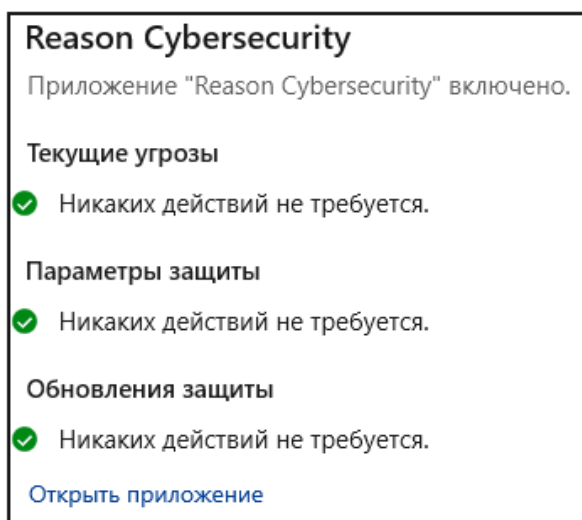 Reason Cybersecurity
Приложение "Reason Cybersecurity" включено.
Текущие угрозы
Никаких действий не требуется.
Параметры защиты
Никаких действий не требуется.
Обновления защиты
Никаких действий не требуется.
Открыть приложение